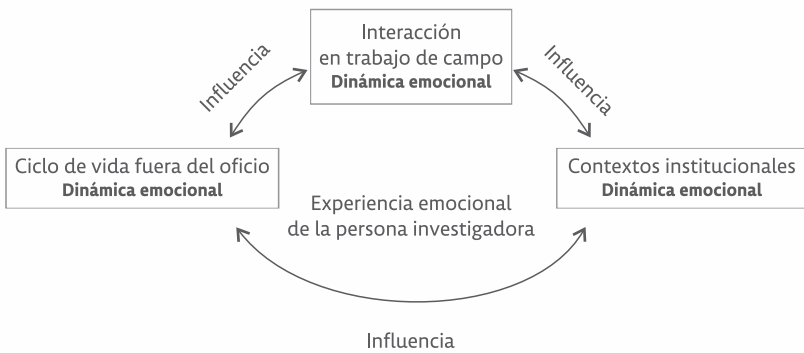 Interacción
en trabajo de campo
Dinámica emocional
Influencia
Influencia
Ciclo de vida fuera del oficio
Dinámica emocional
Contextos institucionales
Dinámica emocional
Experiencia emocional
de la persona investigadora
Influencia